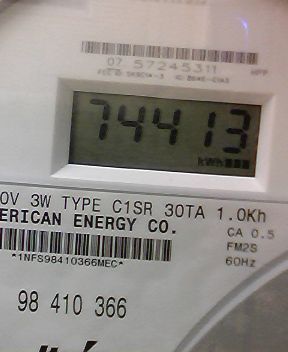 07 57245311
74413
kWh
0V 3W TYPE C1SR 30TA 1.0Kh
ERICAN ENERGY CO.
CA 0.5
FM2S
60Hz
*1NFS98410366MEC*
98 410 366